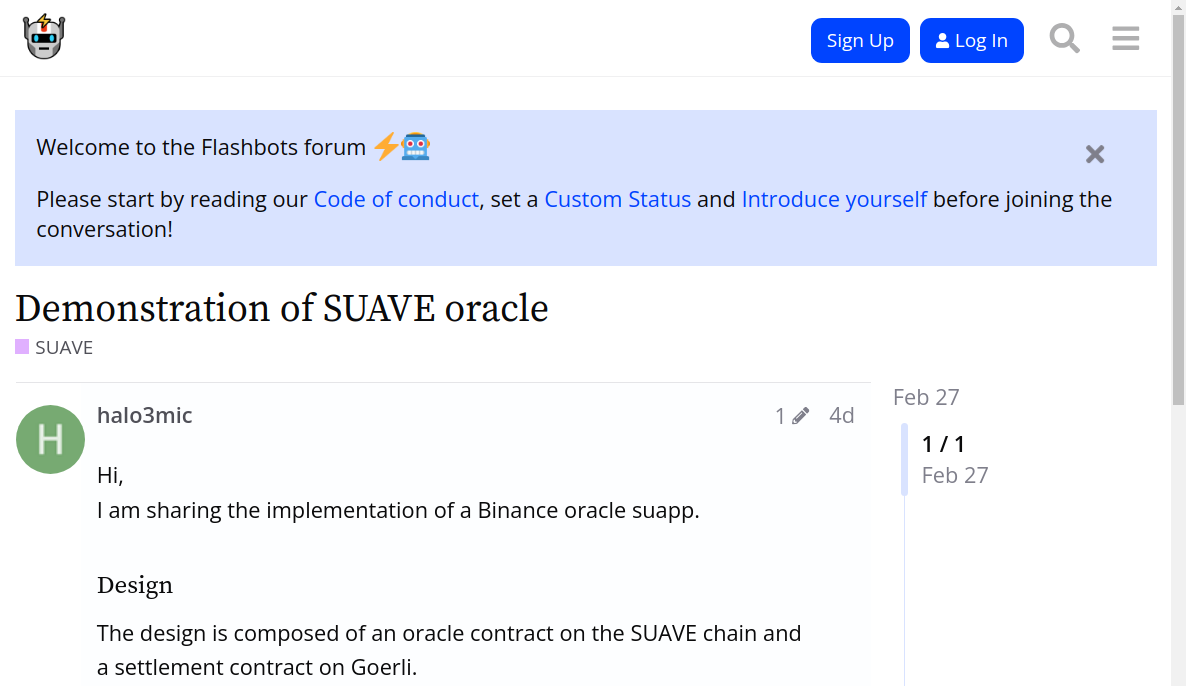 Sign Up
Log In
Welcome to the Flashbots forum
Please start by reading our Code of conduct, set a Custom Status and Introduce yourself before joining the
conversation!
Demonstration of SUAVE oracle
SUAVE
H
halo3mic
1
4d
Hi,
I am sharing the implementation of a Binance oracle suapp.
Design
The design is composed of an oracle contract on the SUAVE chain and
a settlement contract on Goerli.
Feb 27
1 / 1
Feb 27